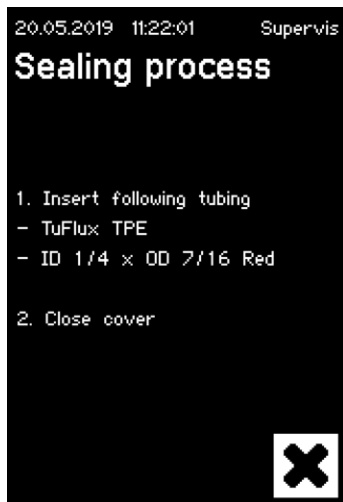 20.05.2019 11:22:01 Supervis
Sealing process
1. Insert following tubing
- TuFlux TPE
- ID 1/4 x OD 7/16 Red
2. Close cover